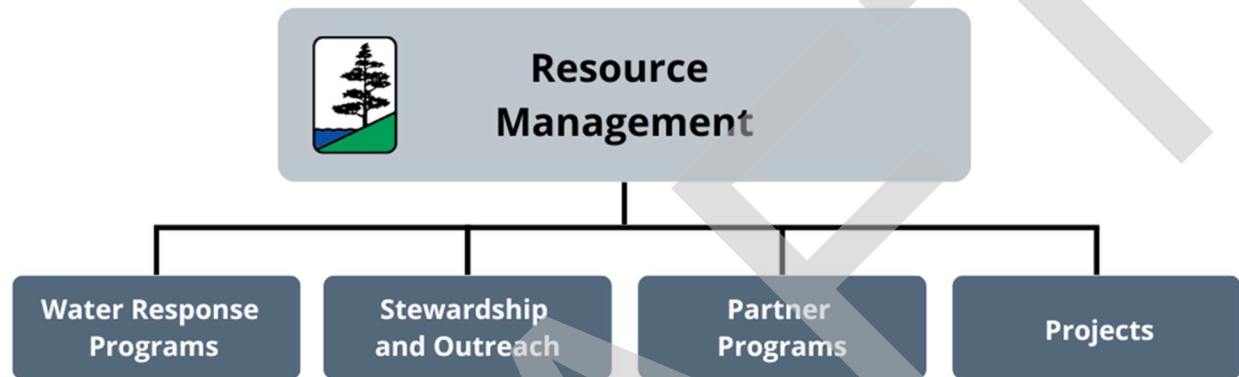 Resource
Management
Water Response
Programs
Stewardship
and Outreach
Partner
Programs
Projects